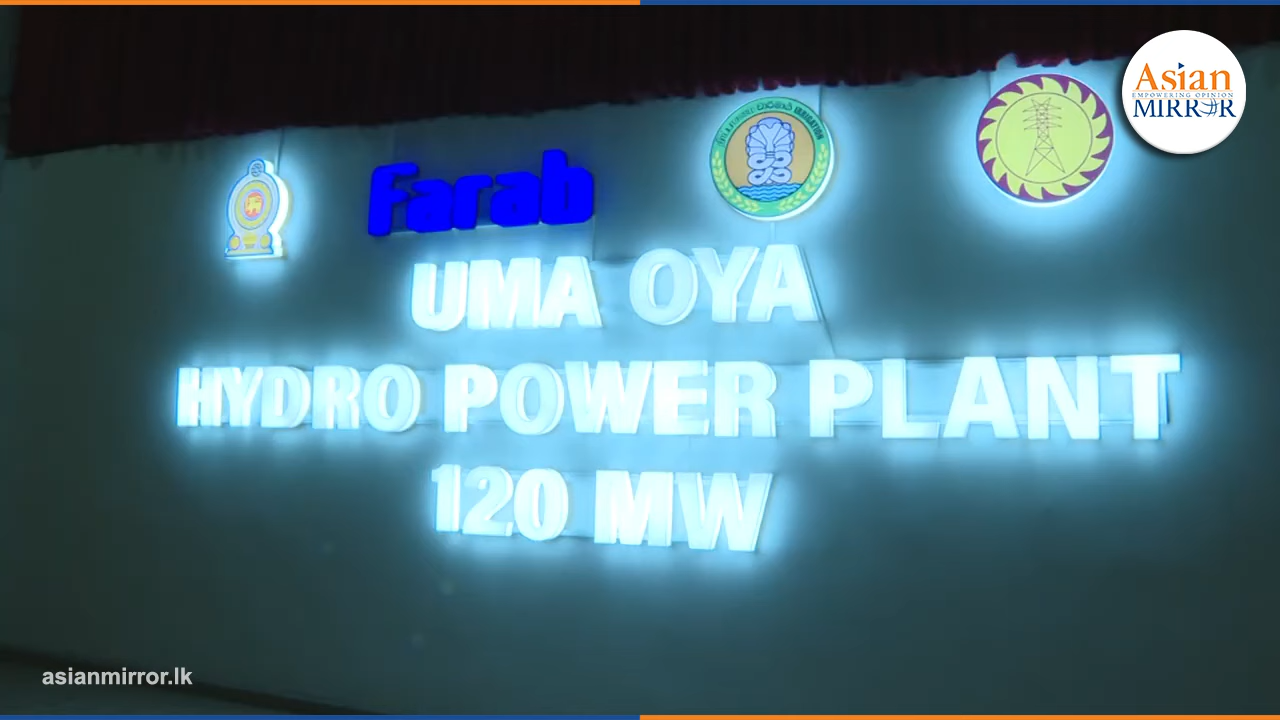 Asian
EMPOWERING OPINION
MIRROR
Farab
UMA OYA
HYDRO POWER PLANT
120 MW
asianmirror.lk